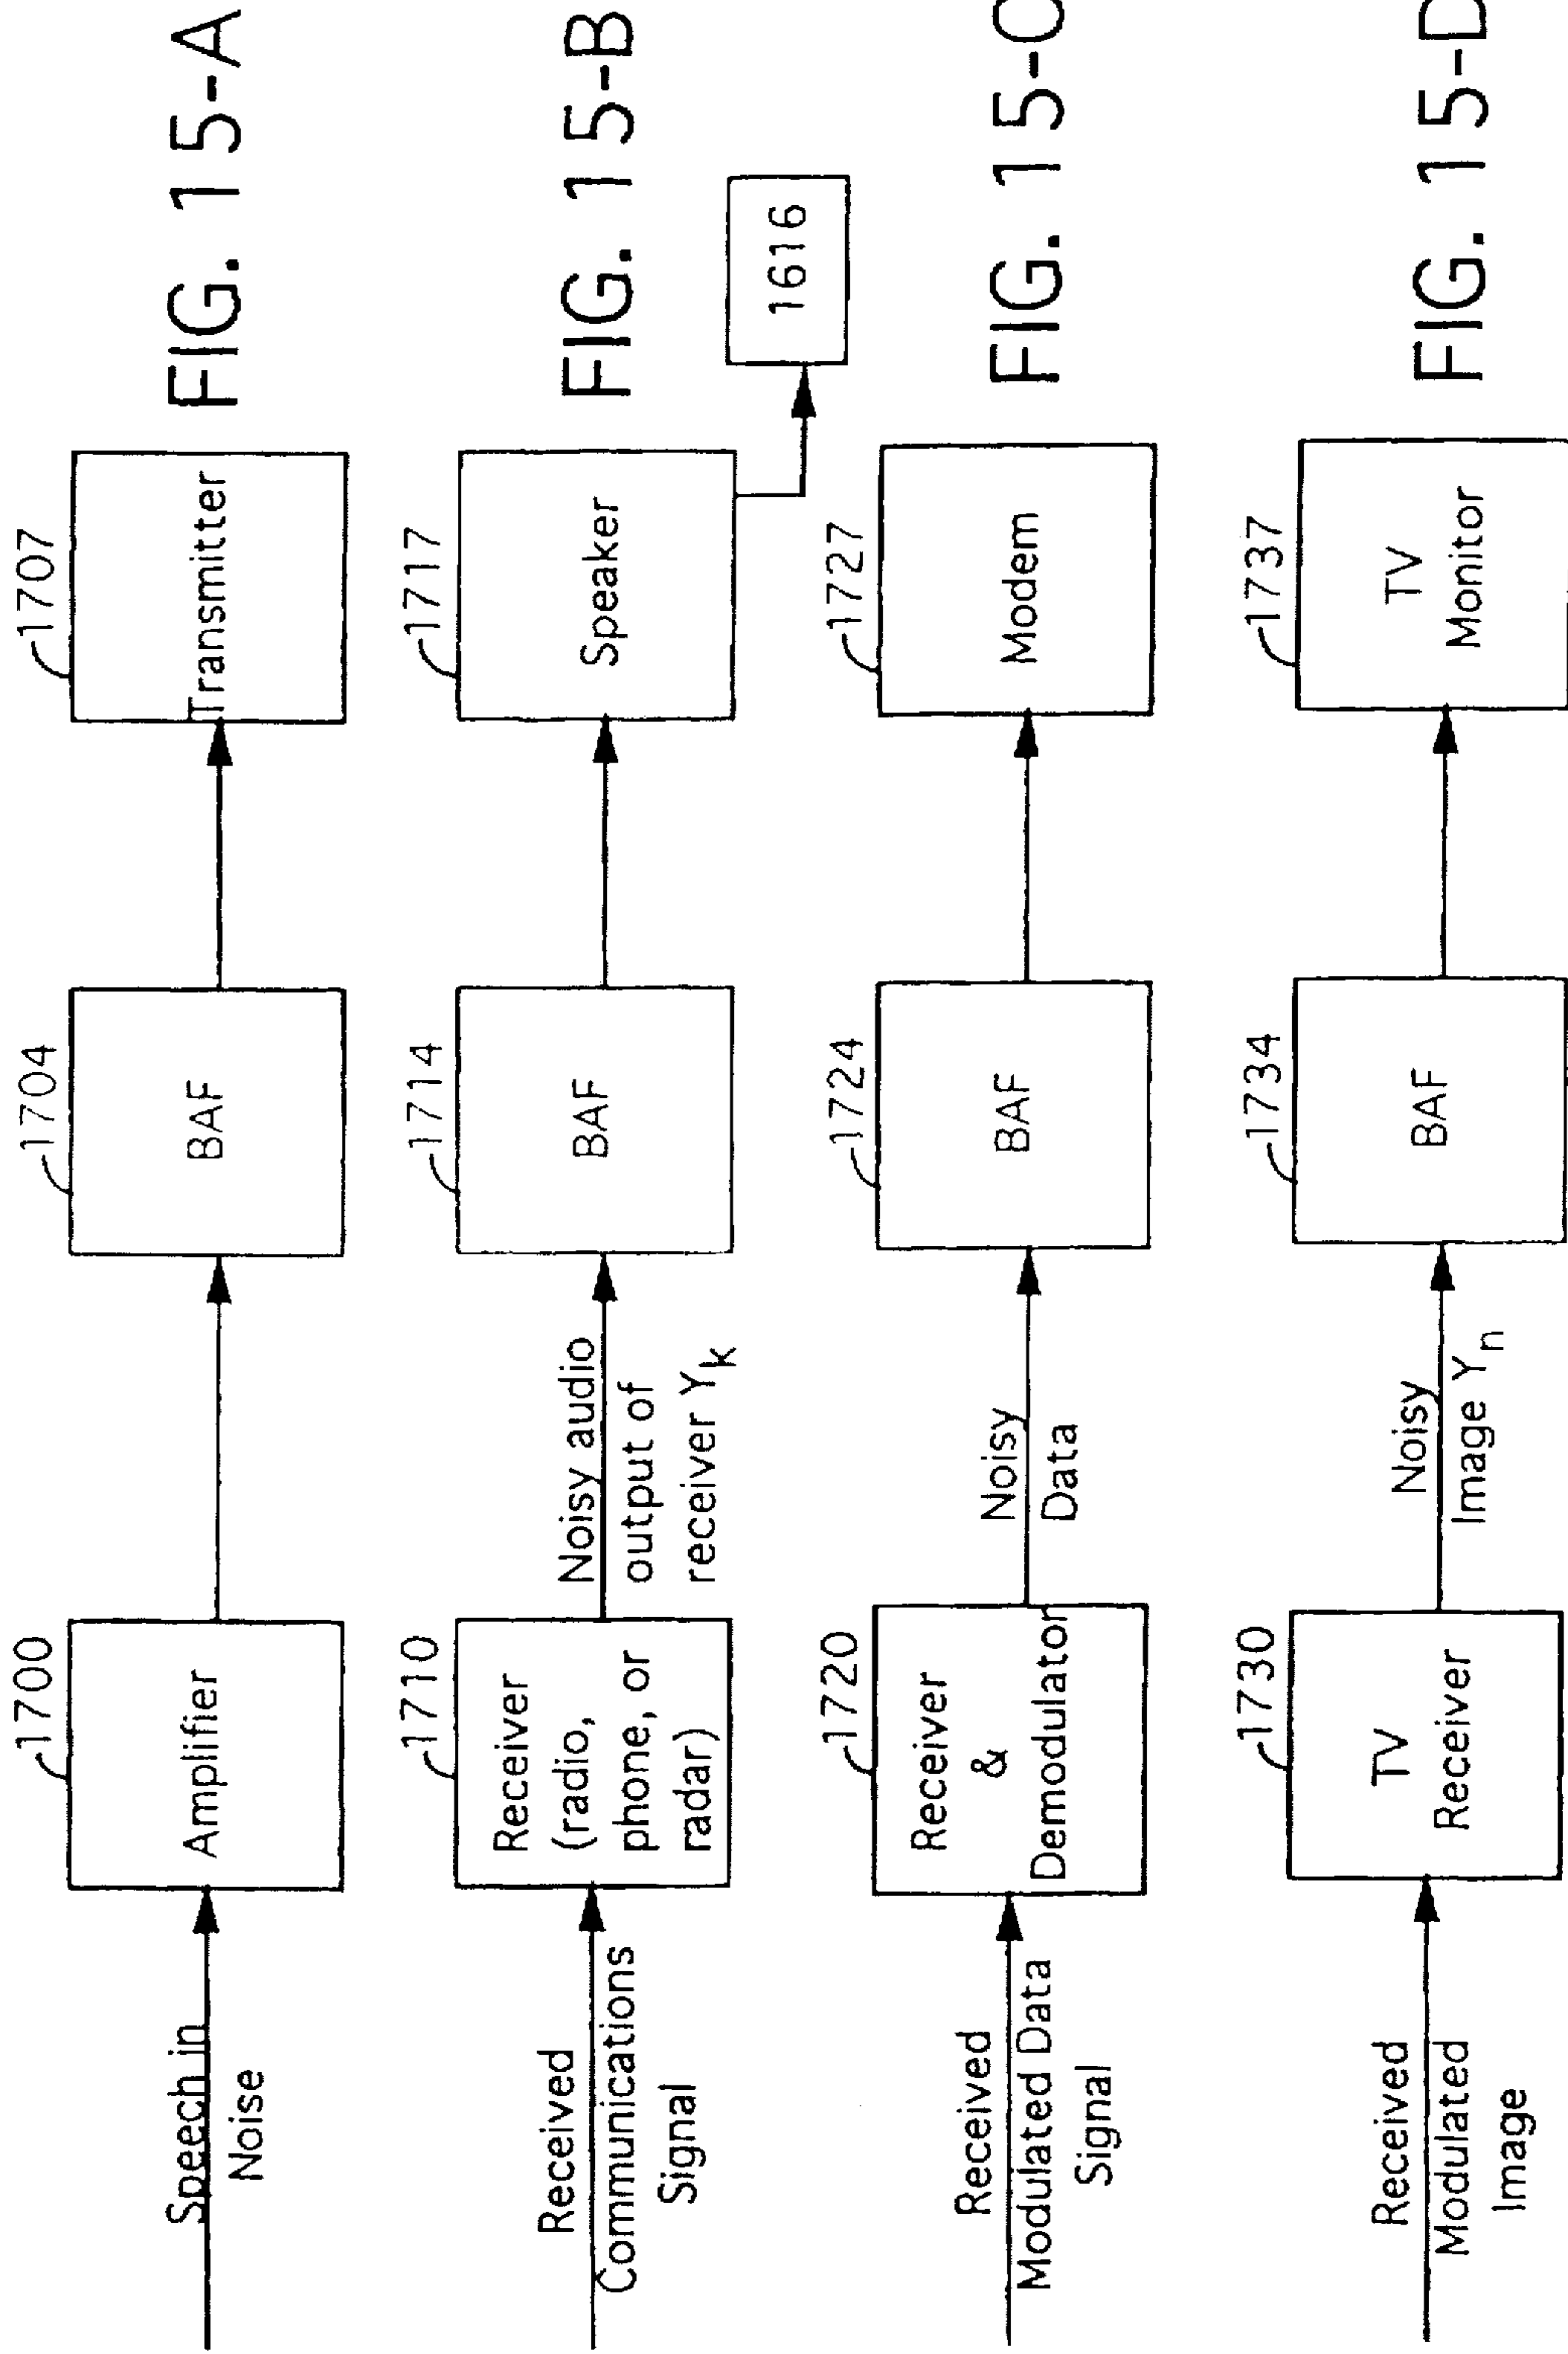 Speech in
Noise
1700
Amplifier
1704
BAF
1707
Transmitter
FIG. 15-A
Received
Communications
Signal
1710
Receiver
(radio,
phone, or
radar)
Noisy audio
output of
receiver Yk
1714
BAF
1717
Speaker
1616
FIG. 15-B
Received
Modulated Data
Signal
1720
Receiver
&
Demodulator
Noisy
Data
1724
BAF
1727
Modem
FIG. 15-C
Received
Modulated
Image
1730
TV
Receiver
Noisy
Image Yn
1734
BAF
1737
TV
Monitor
FIG. 15-D